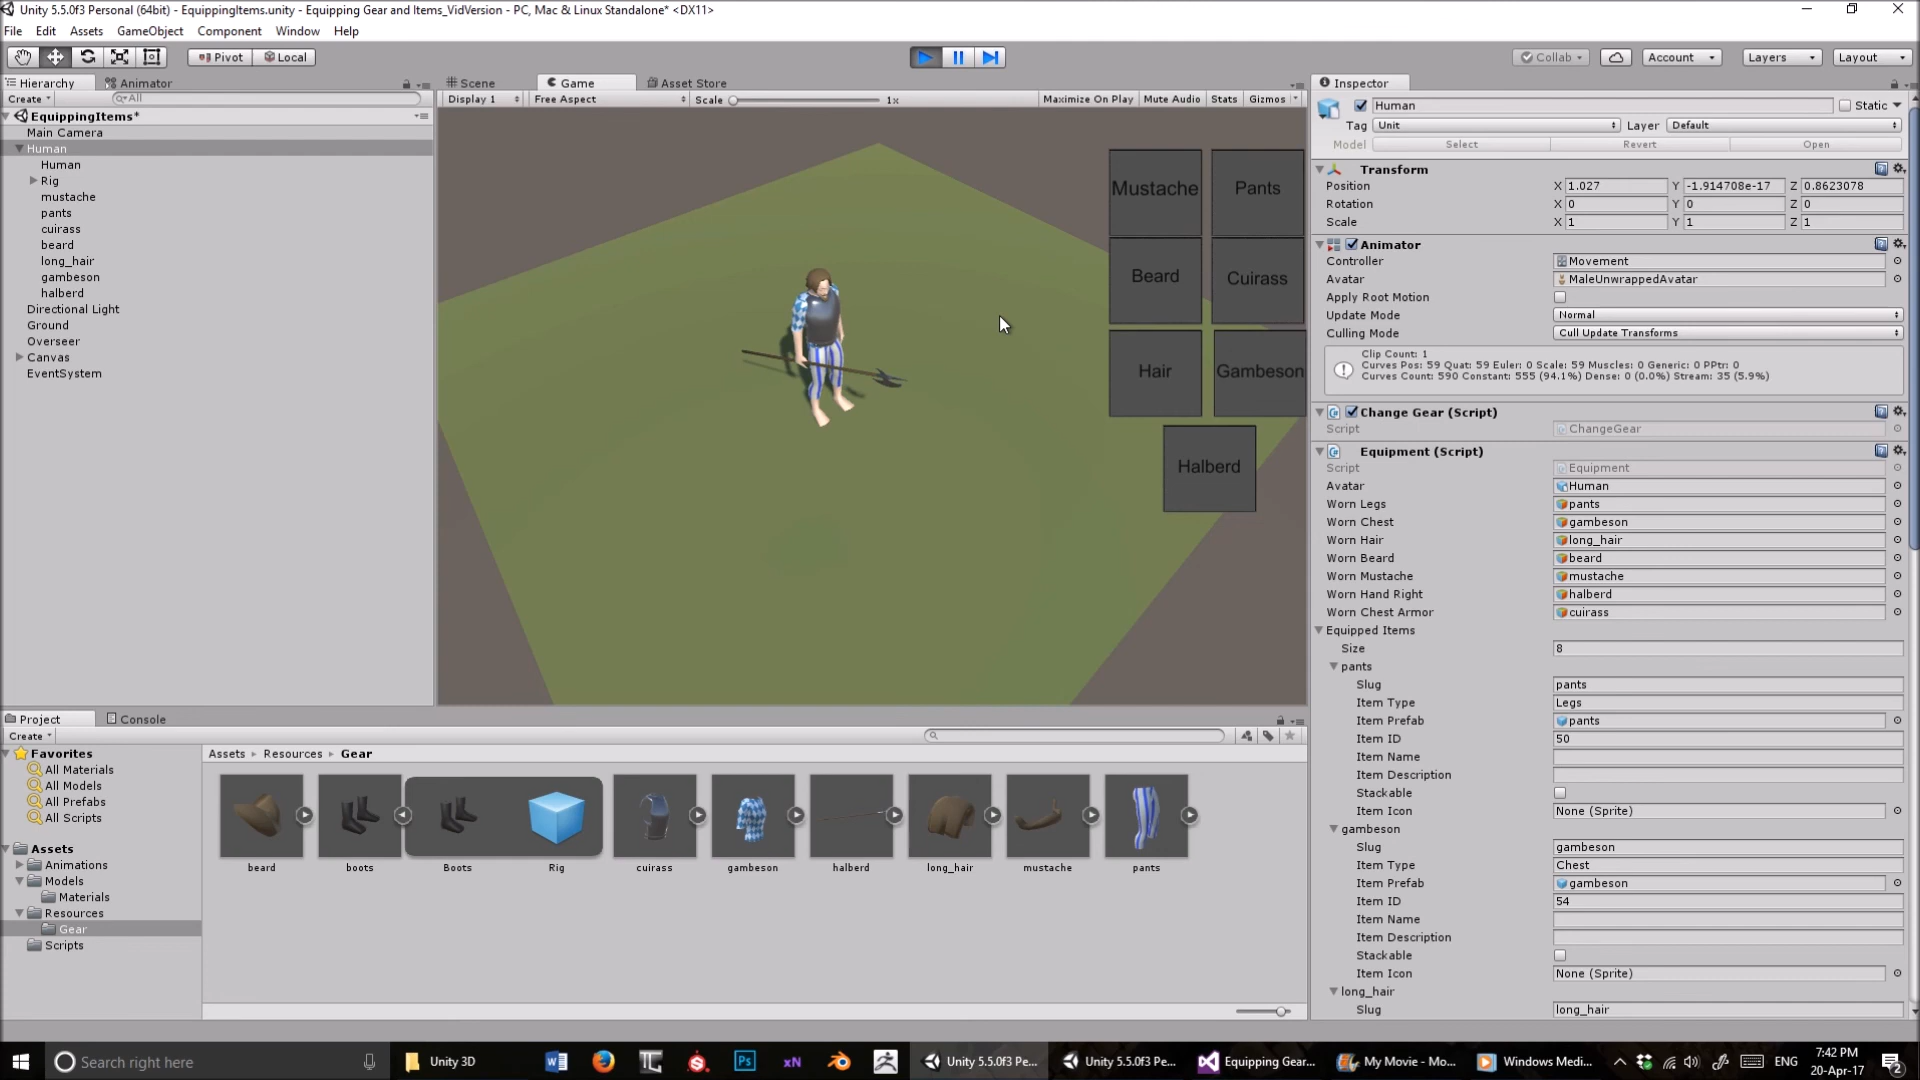 Unity 5.5.0f3 Personal (64bit) - EquippingItems.unity - Equipping Gear and Items_VidVersion - PC, Mac & Linux Standalone* <DX11>
File Edit Assets GameObject Component Window Help
Pivot Local Collab Account Layers Layout
Hierarchy Animator
Create All
EquippingItems*
Main Camera
Human
Human
Rig
mustache
pants
cuirass
beard
long_hair
gambeson
halberd
Directional Light
Ground
Overseer
Canvas
EventSystem
Scene Game Asset Store
Display 1 Free Aspect Scale 1x Maximize On Play Mute Audio Stats Gizmos
Mustache Pants
Beard Cuirass
Hair Gambeson
Halberd
Inspector
Human Static
Tag Unit Layer Default
Model Select Revert Open
Transform
Position X 1.027 Y -1.914708e-17 Z 0.8623078
Rotation X 0 Y 0 Z 0
Scale X 1 Y 1 Z 1
Animator
Controller Movement
Avatar MaleUnwrappedAvatar
Apply Root Motion
Update Mode Normal
Culling Mode Cull Update Transforms
Clip Count: 1
Curves Pos: 59 Quat: 59 Euler: 0 Scale: 59 Muscles: 0 Generic: 0 PPtr: 0
Curves Count: 590 Constant: 555 (94.1%) Dense: 0 (0.0%) Stream: 35 (5.9%)
Change Gear (Script)
Script ChangeGear
Equipment (Script)
Script Equipment
Avatar Human
Worn Legs pants
Worn Chest gambeson
Worn Hair long_hair
Worn Beard beard
Worn Mustache mustache
Worn Hand Right halberd
Worn Chest Armor cuirass
Equipped Items
Size 8
pants
Slug pants
Item Type Legs
Item Prefab pants
Item ID 50
Item Name
Item Description
Stackable
Item Icon None (Sprite)
gambeson
Slug gambeson
Item Type Chest
Item Prefab gambeson
Item ID 54
Item Name
Item Description
Stackable
Item Icon None (Sprite)
long_hair
Slug long_hair
Project Console
Create
Favorites
All Materials
All Models
All Prefabs
All Scripts
Assets
Animations
Models
Materials
Resources
Gear
Scripts
Assets Resources Gear
beard boots Boots Rig cuirass gambeson halberd long_hair mustache pants
Search right here Unity 3D Unity 5.5.0f3 Pe... Unity 5.5.0f3 Pe... Equipping Gear... My Movie - Mo... Windows Medi... ENG 7:42 PM
20-Apr-17 2